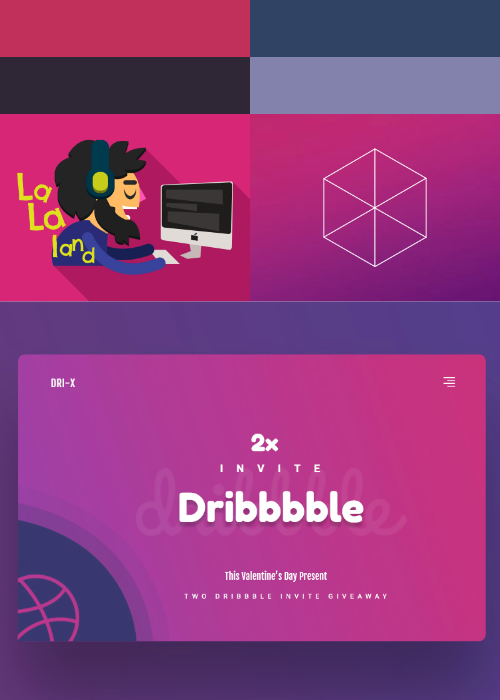 La
La
land
DRI-X
2x
INVITE
Dribbbble
dribbble
This Valentine's Day Present
TWO DRIBBBLE INVITE GIVEAWAY